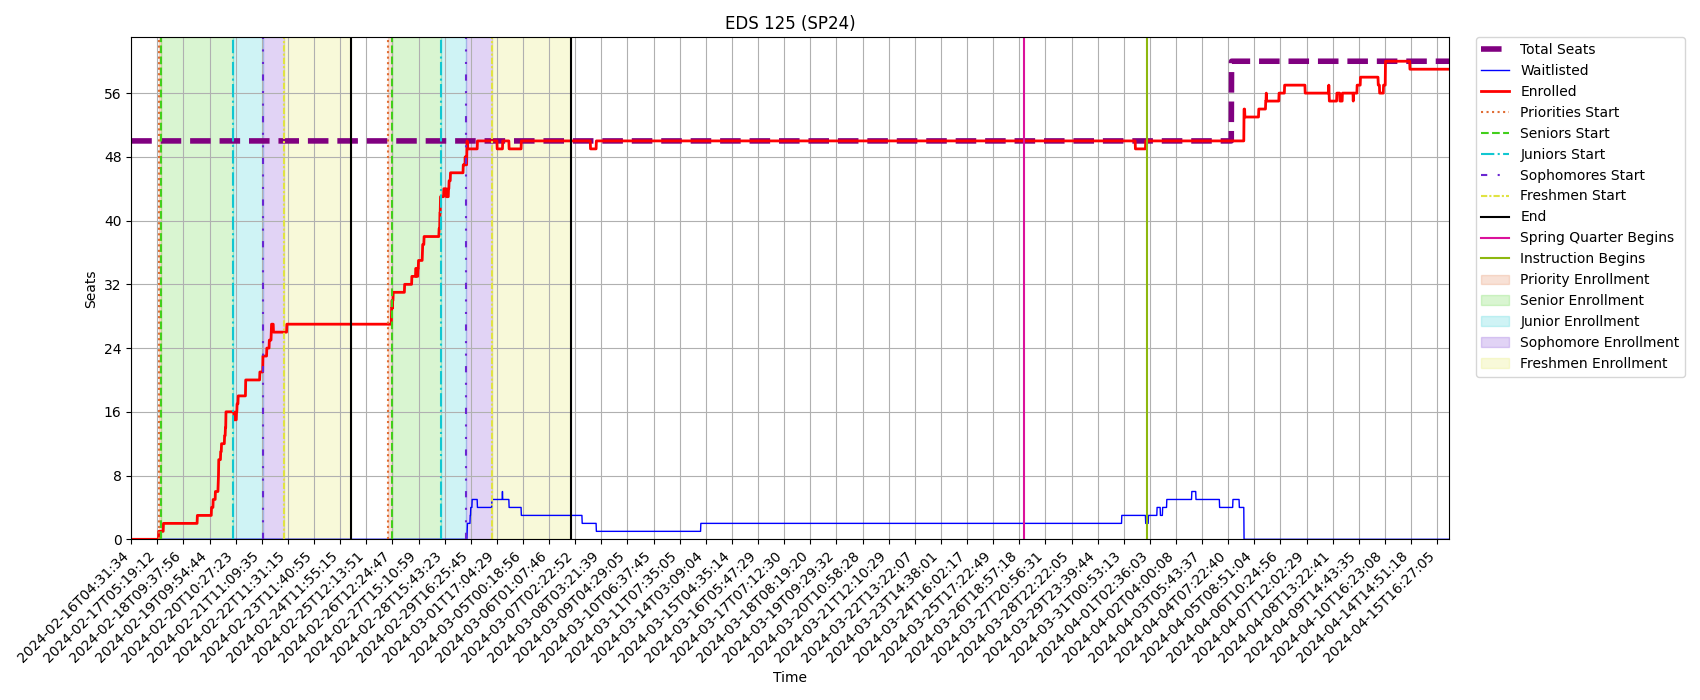 EDS 125 (SP24)
Seats
56
48
40
32
24
16
8
0
2024-02-16T04:31:34
2024-02-17T05:19:12
2024-02-18T09:37:56
2024-02-19T09:54:44
2024-02-20T10:27:23
2024-02-21T11:09:35
2024-02-22T11:31:15
2024-02-23T11:40:55
2024-02-24T11:55:15
2024-02-25T12:13:51
2024-02-26T12:24:47
2024-02-27T15:10:59
2024-02-28T15:43:23
2024-02-29T16:25:45
2024-03-01T17:04:29
2024-03-05T00:18:56
2024-03-06T01:07:46
2024-03-07T02:22:52
2024-03-08T03:21:39
2024-03-09T04:29:05
2024-03-10T06:37:45
2024-03-11T07:35:05
2024-03-14T03:09:04
2024-03-15T04:35:14
2024-03-16T05:47:29
2024-03-17T07:12:30
2024-03-18T08:19:20
2024-03-19T09:29:32
2024-03-20T10:58:28
2024-03-21T12:10:29
2024-03-22T13:22:07
2024-03-23T14:38:01
2024-03-24T16:02:17
2024-03-25T17:22:49
2024-03-26T18:57:18
2024-03-27T20:56:31
2024-03-28T22:22:05
2024-03-29T23:39:44
2024-03-31T00:53:13
2024-04-01T02:36:03
2024-04-02T04:00:08
2024-04-03T05:43:37
2024-04-04T07:22:40
2024-04-05T08:51:04
2024-04-06T10:24:56
2024-04-07T12:02:29
2024-04-08T13:22:41
2024-04-09T14:43:35
2024-04-10T16:23:08
2024-04-14T14:51:18
2024-04-15T16:27:05
Time
Total Seats
Waitlisted
Enrolled
Priorities Start
Seniors Start
Juniors Start
Sophomores Start
Freshmen Start
End
Spring Quarter Begins
Instruction Begins
Priority Enrollment
Senior Enrollment
Junior Enrollment
Sophomore Enrollment
Freshmen Enrollment